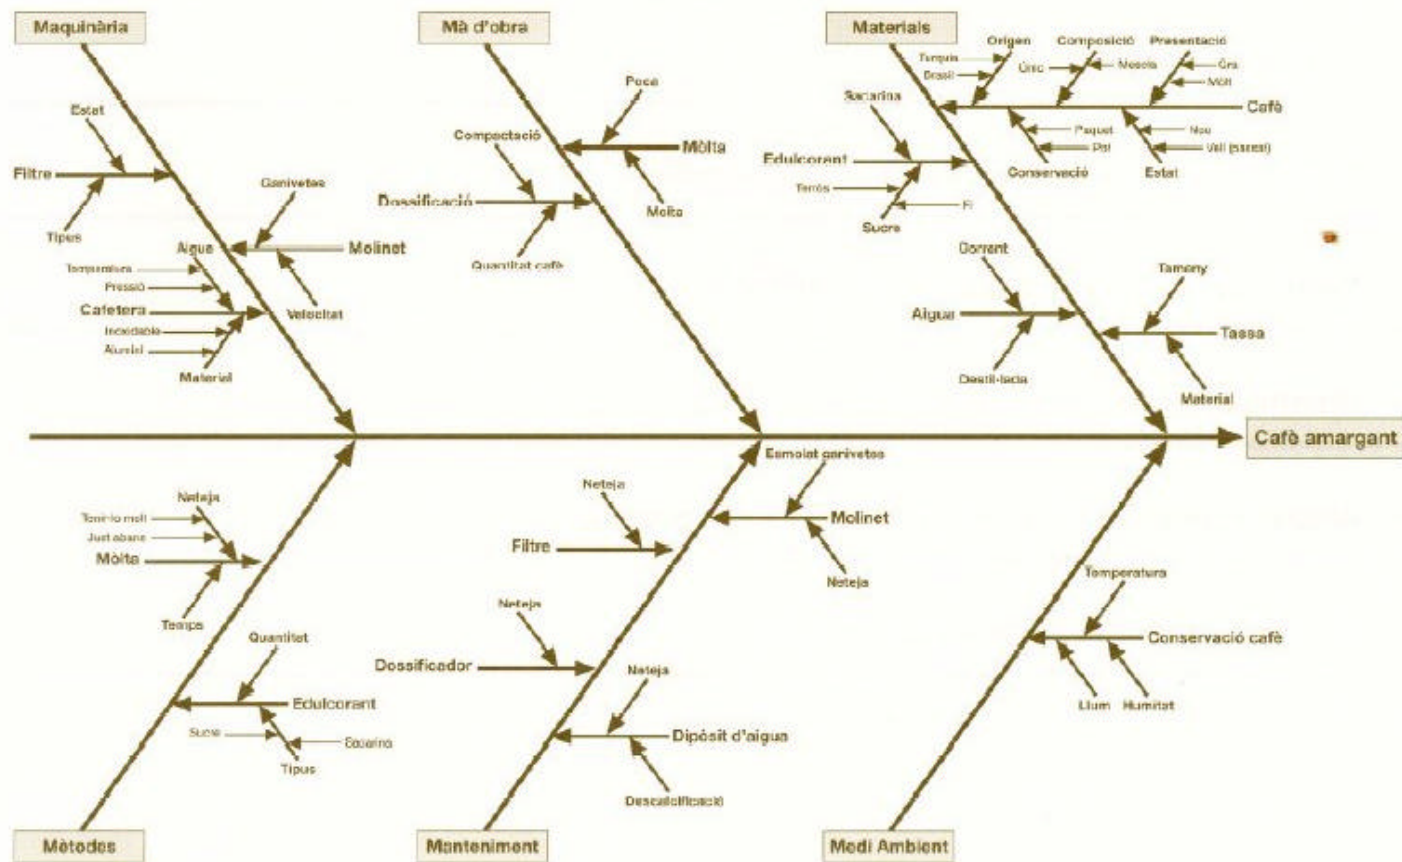 Maquinària
Mà d'obra
Materials
Origen
Composició
Presentació
Turquia
Brasil
Únic
Mescla
Gra
Mòlt
Cafè
Paquet
Pot
Nou
Vell (sacsar)
Conservació
Estat
Sacarina
Edulcorant
Terròs
Fi
Sucre
Poca
Compactació
Mòlta
Dossificació
Molta
Quantitat cafè
Estat
Filtre
Tipus
Ganivetes
Aigua
Molinet
Temperatura
Pressió
Cafetera
Velocitat
Inoxidable
Alumini
Material
Corrent
Tamany
Aigua
Tassa
Destil·lada
Material
Cafè amargant
Esmolat ganivetes
Neteja
Neteja
Molinet
Tenir-lo molt
Just abans
Mòlta
Filtre
Neteja
Temps
Temperatura
Neteja
Quantitat
Conservació cafè
Dossificador
Neteja
Llum
Humitat
Edulcorant
Sucre
Sacarina
Tipus
Dipòsit d'aigua
Descalcificació
Mètodes
Manteniment
Medi Ambient